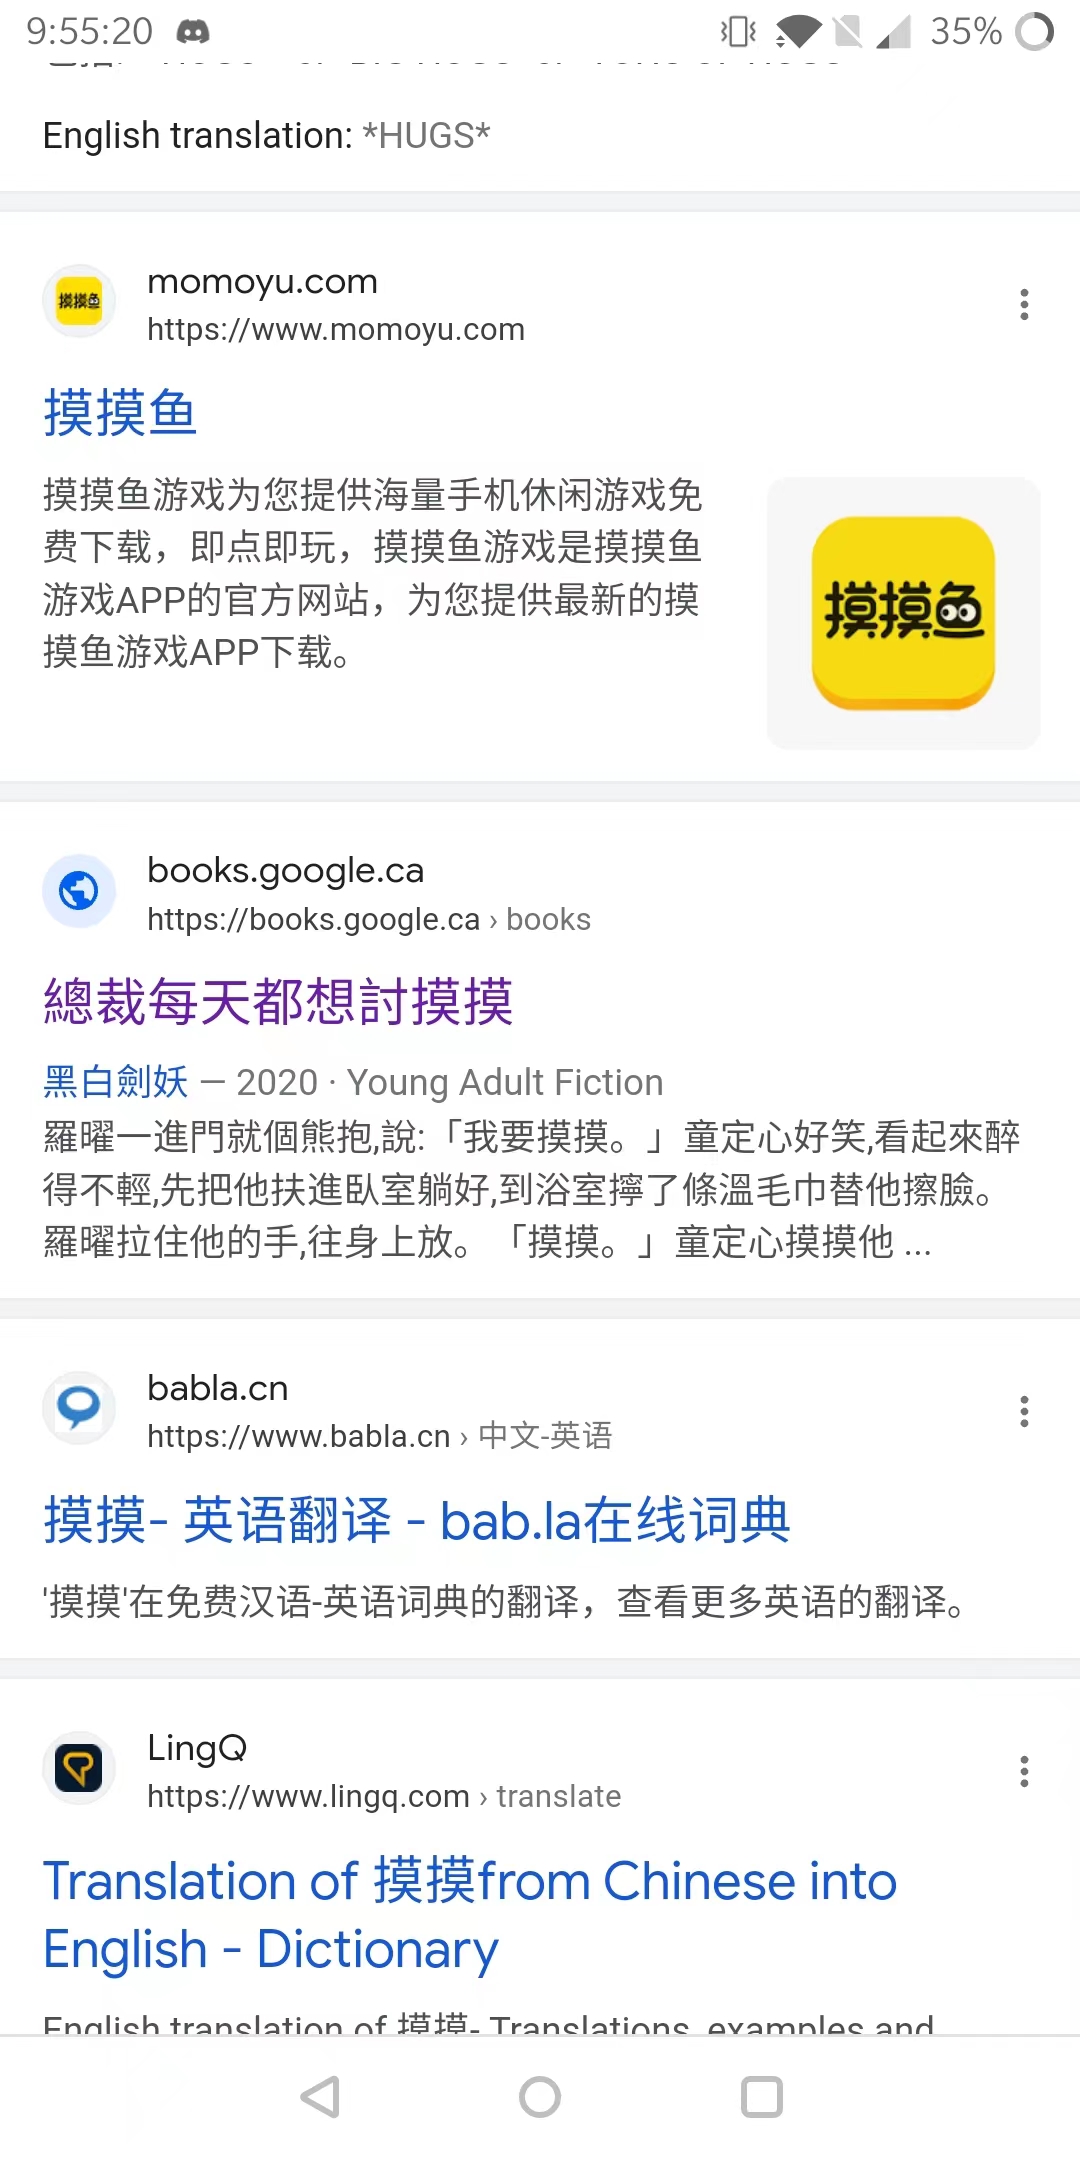 9:55:20
35%
English translation: *HUGS*
摸摸鱼
momoyu.com
https://www.momoyu.com
摸摸鱼
摸摸鱼游戏为您提供海量手机休闲游戏免
费下载，即点即玩，摸摸鱼游戏是摸摸鱼
游戏APP的官方网站，为您提供最新的摸
摸鱼游戏APP下载。
摸摸鱼
books.google.ca
https://books.google.ca › books
總裁每天都想討摸摸
黑白劍妖 — 2020 · Young Adult Fiction
羅曜一進門就個熊抱,說:「我要摸摸。」童定心好笑,看起來醉
得不輕,先把他扶進臥室躺好,到浴室擰了條溫毛巾替他擦臉。
羅曜拉住他的手,往身上放。「摸摸。」童定心摸摸他 ...
babla.cn
https://www.babla.cn › 中文-英语
摸摸- 英语翻译 - bab.la在线词典
'摸摸'在免费汉语-英语词典的翻译，查看更多英语的翻译。
LingQ
https://www.lingq.com › translate
Translation of 摸摸from Chinese into
English - Dictionary
English translation of 摸摸- Translations, examples and